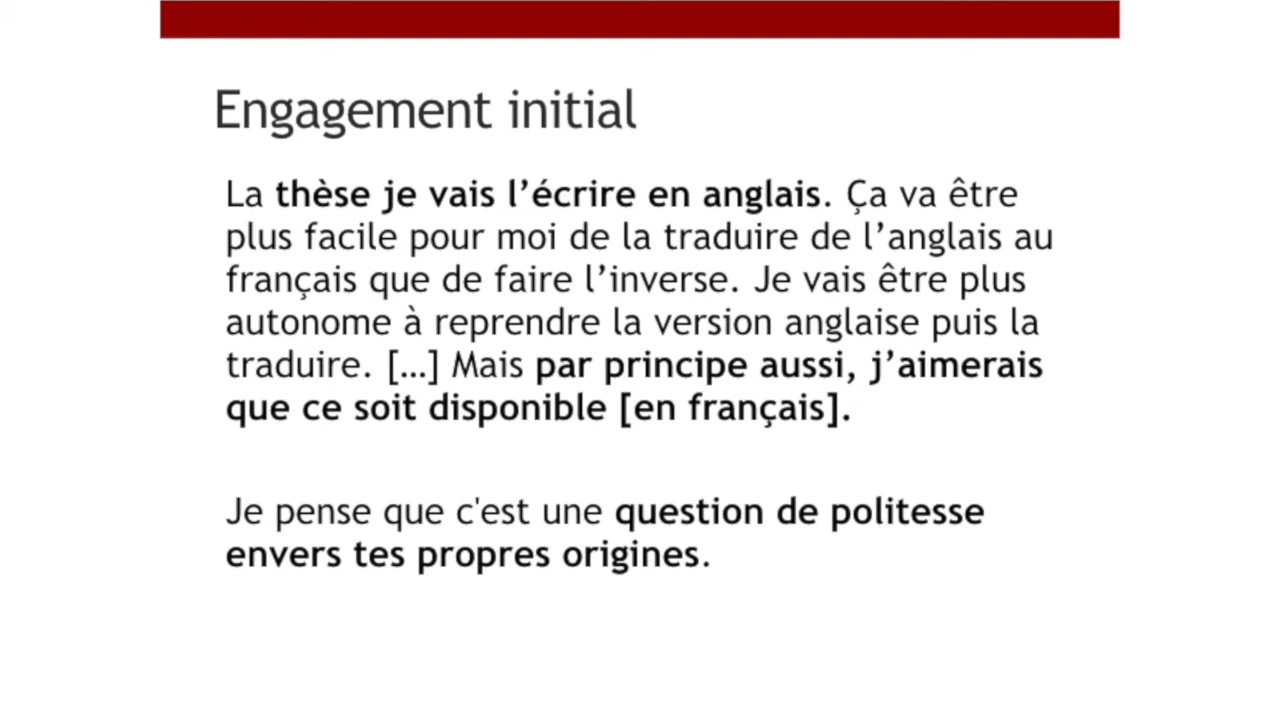 Engagement initial
La thèse je vais l’écrire en anglais. Ça va être
plus facile pour moi de la traduire de l’anglais au
français que de faire l’inverse. Je vais être plus
autonome à reprendre la version anglaise puis la
traduire. […] Mais par principe aussi, j’aimerais
que ce soit disponible [en français].
Je pense que c'est une question de politesse
envers tes propres origines.